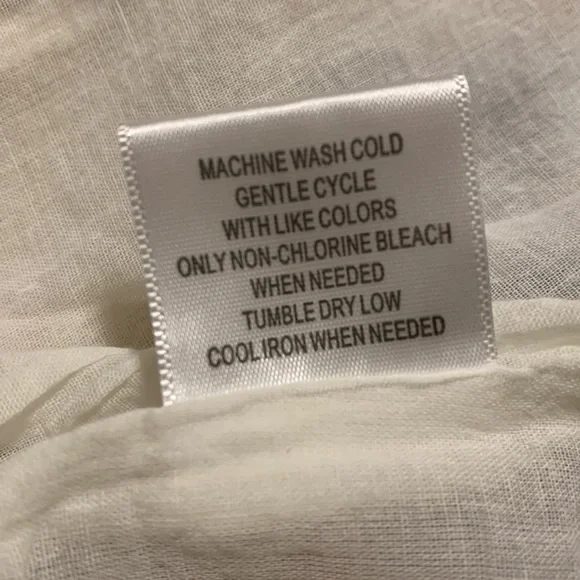 MACHINE WASH COLD
GENTLE CYCLE
WITH LIKE COLORS
ONLY NON-CHLORINE BLEACH
WHEN NEEDED
TUMBLE DRY LOW
COOL IRON WHEN NEEDED